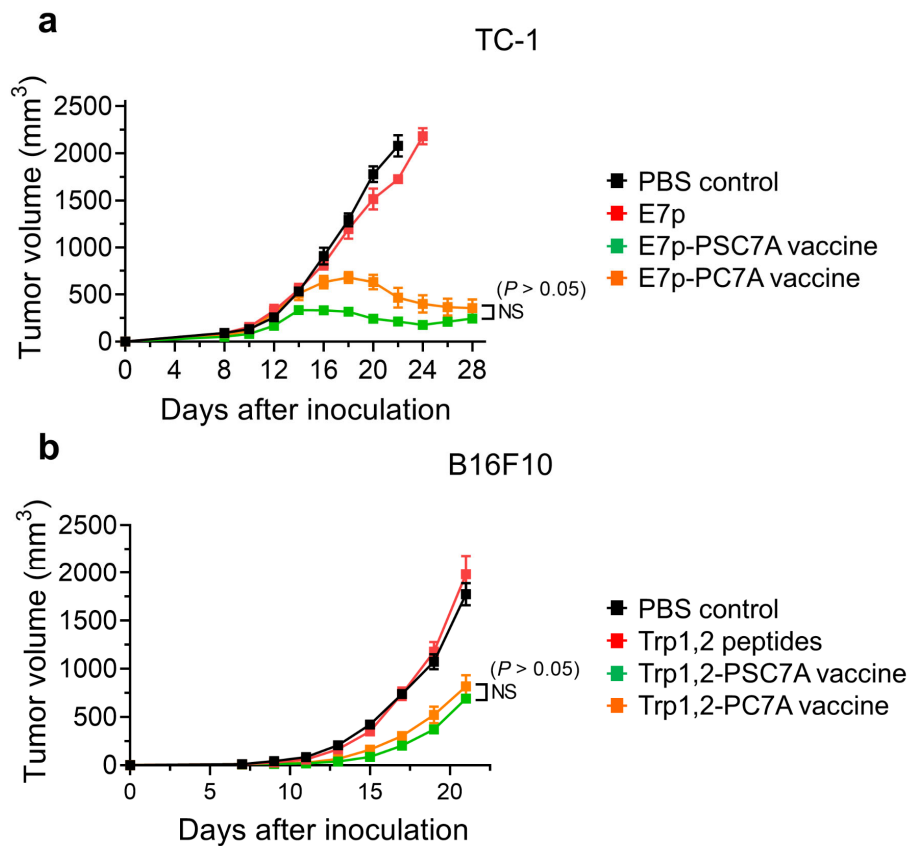 a
TC-1
Tumor volume (mm³)
2500
2000
1500
1000
500
0
0 4 8 12 16 20 24 28
Days after inoculation
(P > 0.05)
NS
PBS control
E7p
E7p-PSC7A vaccine
E7p-PC7A vaccine
b
B16F10
Tumor volume (mm³)
2500
2000
1500
1000
500
0
0 5 10 15 20
Days after inoculation
(P > 0.05)
NS
PBS control
Trp1,2 peptides
Trp1,2-PSC7A vaccine
Trp1,2-PC7A vaccine